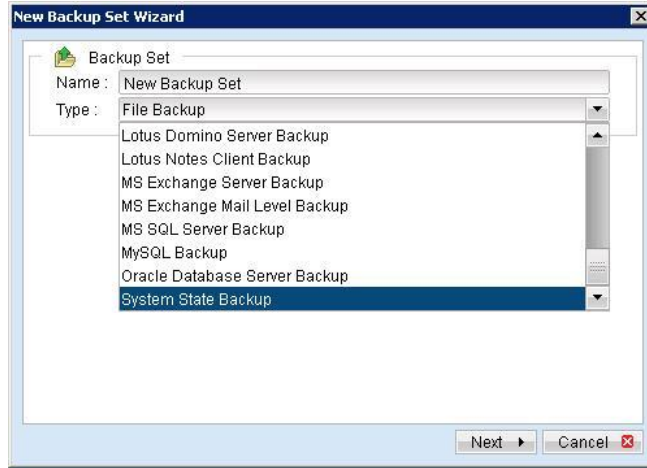 New Backup Set Wizard
Backup Set
Name : New Backup Set
Type : File Backup
Lotus Domino Server Backup
Lotus Notes Client Backup
MS Exchange Server Backup
MS Exchange Mail Level Backup
MS SQL Server Backup
MySQL Backup
Oracle Database Server Backup
System State Backup
Next Cancel